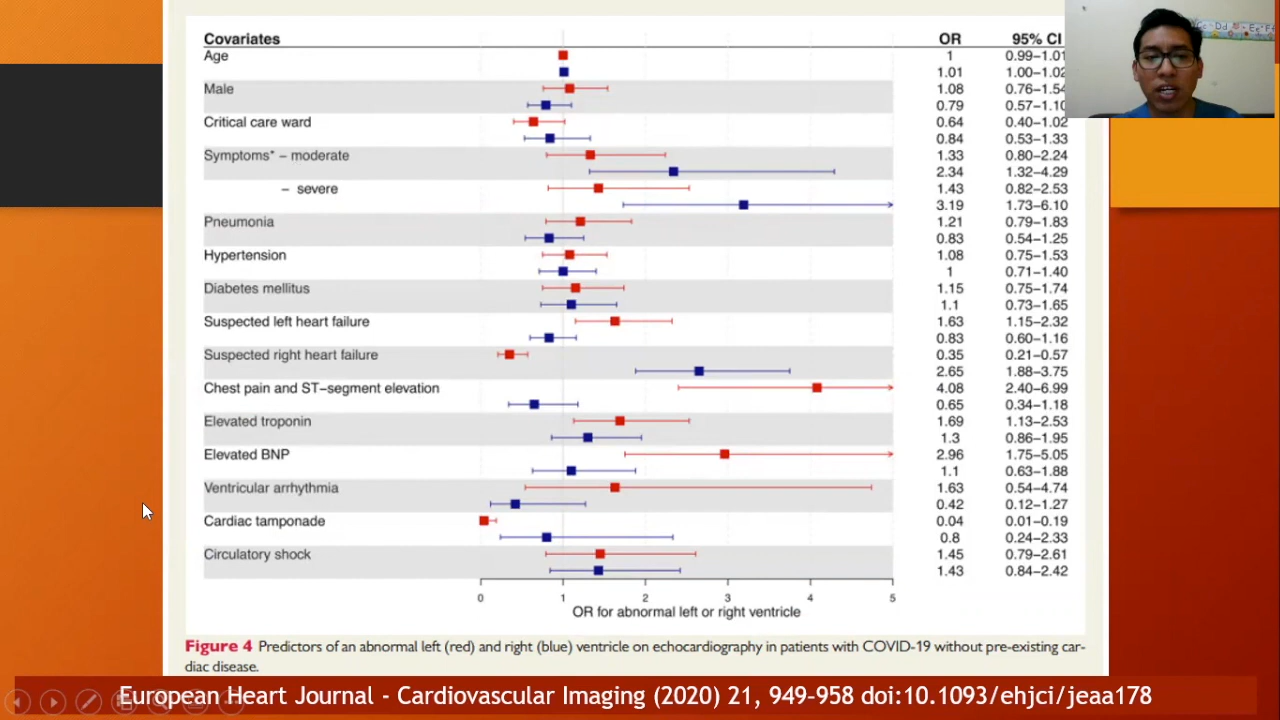 Covariates OR 95% CI
Age 1 0.99–1.01
1.01 1.00–1.02
Male 1.08 0.76–1.54
0.79 0.57–1.10
Critical care ward 0.64 0.40–1.02
0.84 0.53–1.33
Symptoms* – moderate 1.33 0.80–2.24
2.34 1.32–4.29
– severe 1.43 0.82–2.53
3.19 1.73–6.10
Pneumonia 1.21 0.79–1.83
0.83 0.54–1.25
Hypertension 1.08 0.75–1.53
1 0.71–1.40
Diabetes mellitus 1.15 0.75–1.74
1.1 0.73–1.65
Suspected left heart failure 1.63 1.15–2.32
0.83 0.60–1.16
Suspected right heart failure 0.35 0.21–0.57
2.65 1.88–3.75
Chest pain and ST–segment elevation 4.08 2.40–6.99
0.65 0.34–1.18
Elevated troponin 1.69 1.13–2.53
1.3 0.86–1.95
Elevated BNP 2.96 1.75–5.05
1.1 0.63–1.88
Ventricular arrhythmia 1.63 0.54–4.74
0.42 0.12–1.27
Cardiac tamponade 0.04 0.01–0.19
0.8 0.24–2.33
Circulatory shock 1.45 0.79–2.61
1.43 0.84–2.42
0 1 2 3 4 5
OR for abnormal left or right ventricle
Figure 4 Predictors of an abnormal left (red) and right (blue) ventricle on echocardiography in patients with COVID-19 without pre-existing car-
diac disease.
European Heart Journal - Cardiovascular Imaging (2020) 21, 949-958 doi:10.1093/ehjci/jeaa178